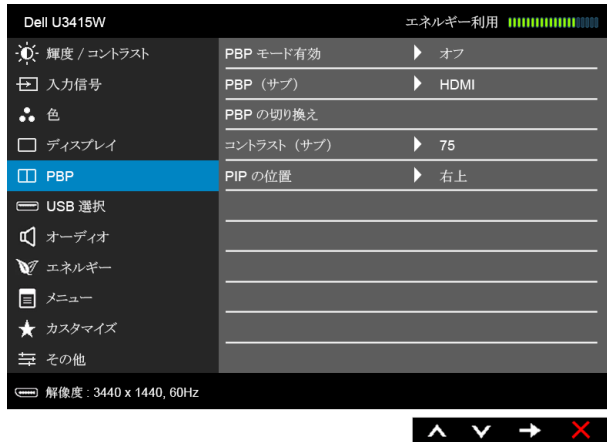 Dell U3415W エネルギー利用
輝度 / コントラスト PBP モード有効 オフ
入力信号 PBP（サブ） HDMI
色 PBP の切り換え
ディスプレイ コントラスト（サブ） 75
PBP PIP の位置 右上
USB 選択
オーディオ
エネルギー
メニュー
カスタマイズ
その他
解像度 : 3440 x 1440, 60Hz